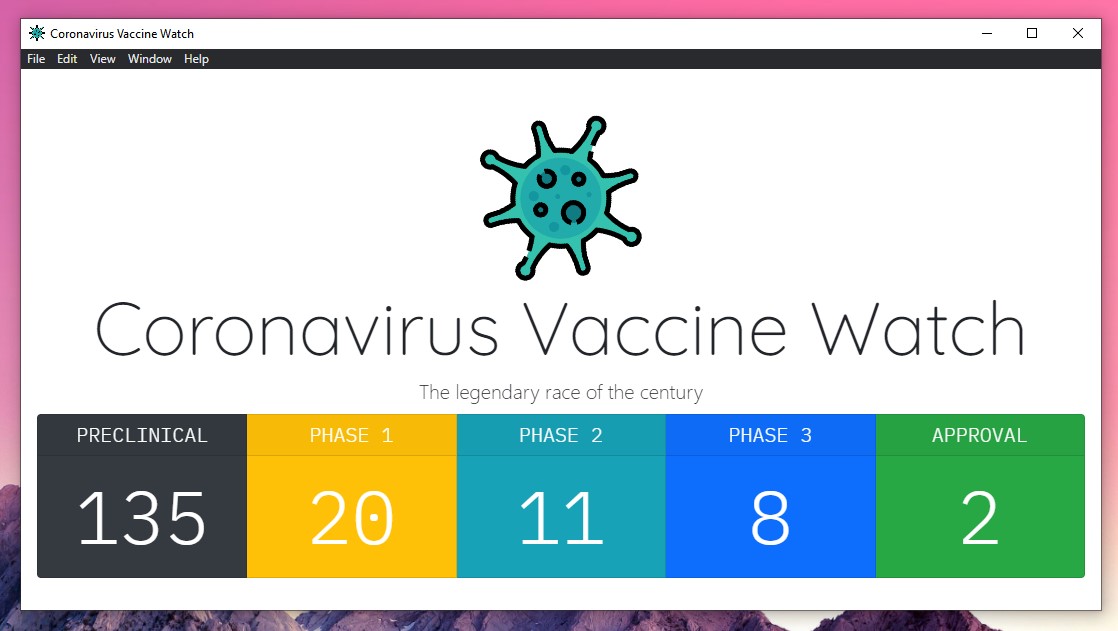 Coronavirus Vaccine Watch
File Edit View Window Help
Coronavirus Vaccine Watch
The legendary race of the century
PRECLINICAL PHASE 1 PHASE 2 PHASE 3 APPROVAL
135 20 11 8 2